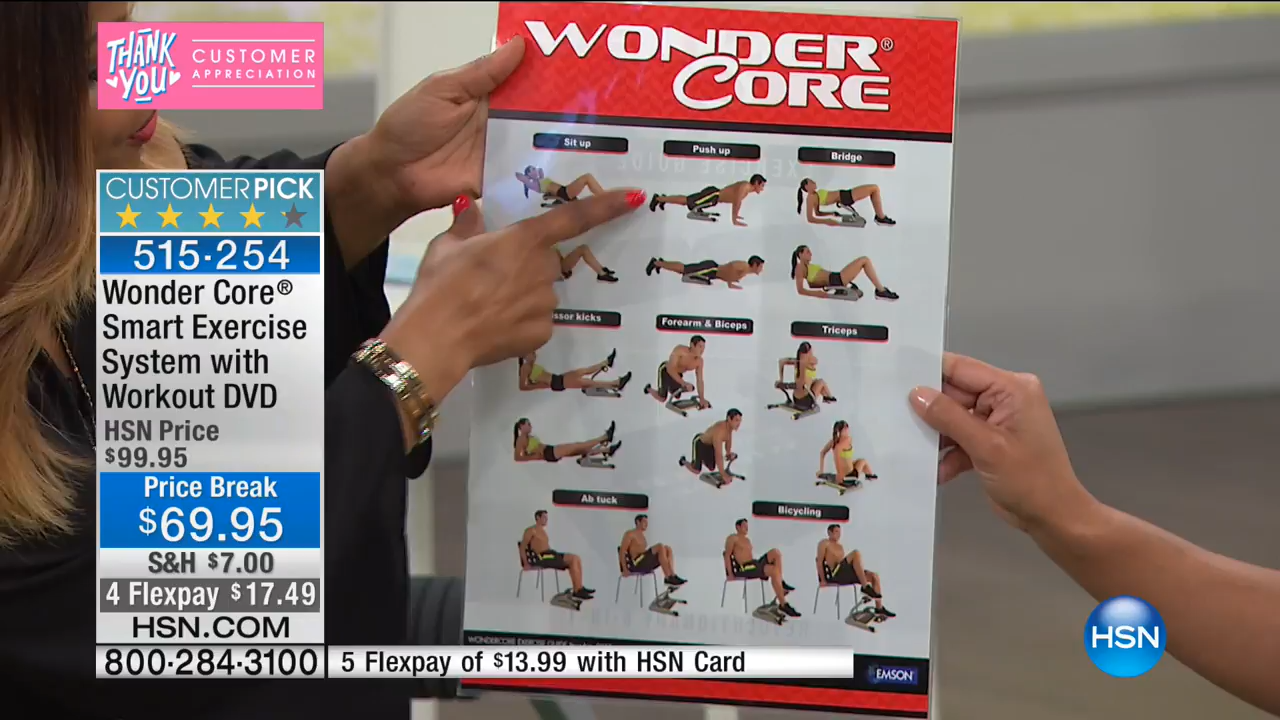 THANK
YOU
CUSTOMER
APPRECIATION
CUSTOMER PICK
515-254
Wonder Core®
Smart Exercise
System with
Workout DVD
HSN Price
$99.95
Price Break
$69.95
S&H $7.00
4 Flexpay $17.49
HSN.COM
800-284-3100
5 Flexpay of $13.99 with HSN Card
HSN
WONDER®
CORE
Sit up
Push up
Bridge
ssor kicks
Forearm & Biceps
Triceps
Ab tuck
Bicycling
WONDERCORE EXERCISE GUIDE
EMSON